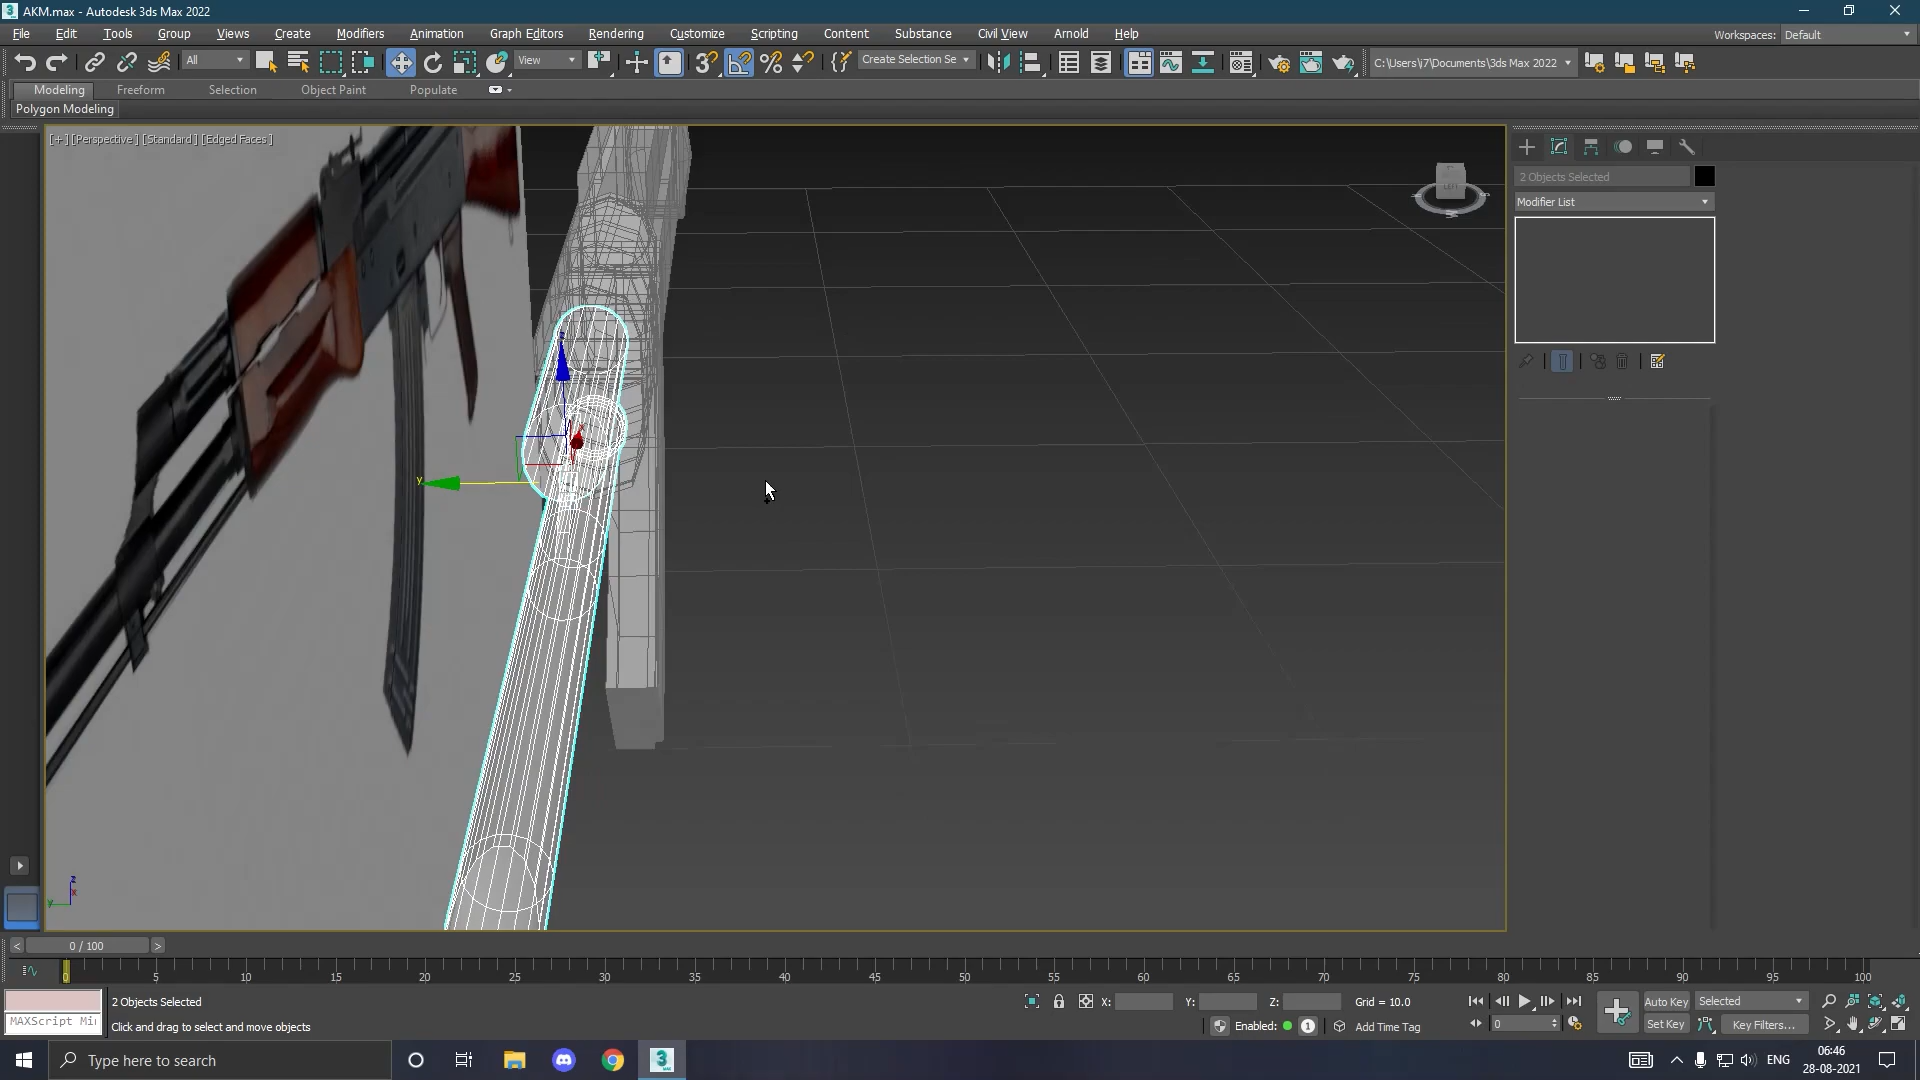 AKM.max - Autodesk 3ds Max 2022
File Edit Tools Group Views Create Modifiers Animation Graph Editors Rendering Customize Scripting Content Substance Civil View Arnold Help
Workspaces: Default
All View Create Selection Se C:\Users\i7\Documents\3ds Max 2022
Modeling Freeform Selection Object Paint Populate
Polygon Modeling
[+] [Perspective] [Standard] [Edged Faces]
2 Objects Selected
Modifier List
z
y
z
x
y
< 0 / 100 >
0 5 10 15 20 25 30 35 40 45 50 55 60 65 70 75 80 85 90 95 100
2 Objects Selected
X: Y: Z: Grid = 10.0
Auto Key Selected
MAXScript Mi
Click and drag to select and move objects
Enabled: 1 Add Time Tag
0
Set Key Key Filters...
Type here to search
ENG
06:46
28-08-2021